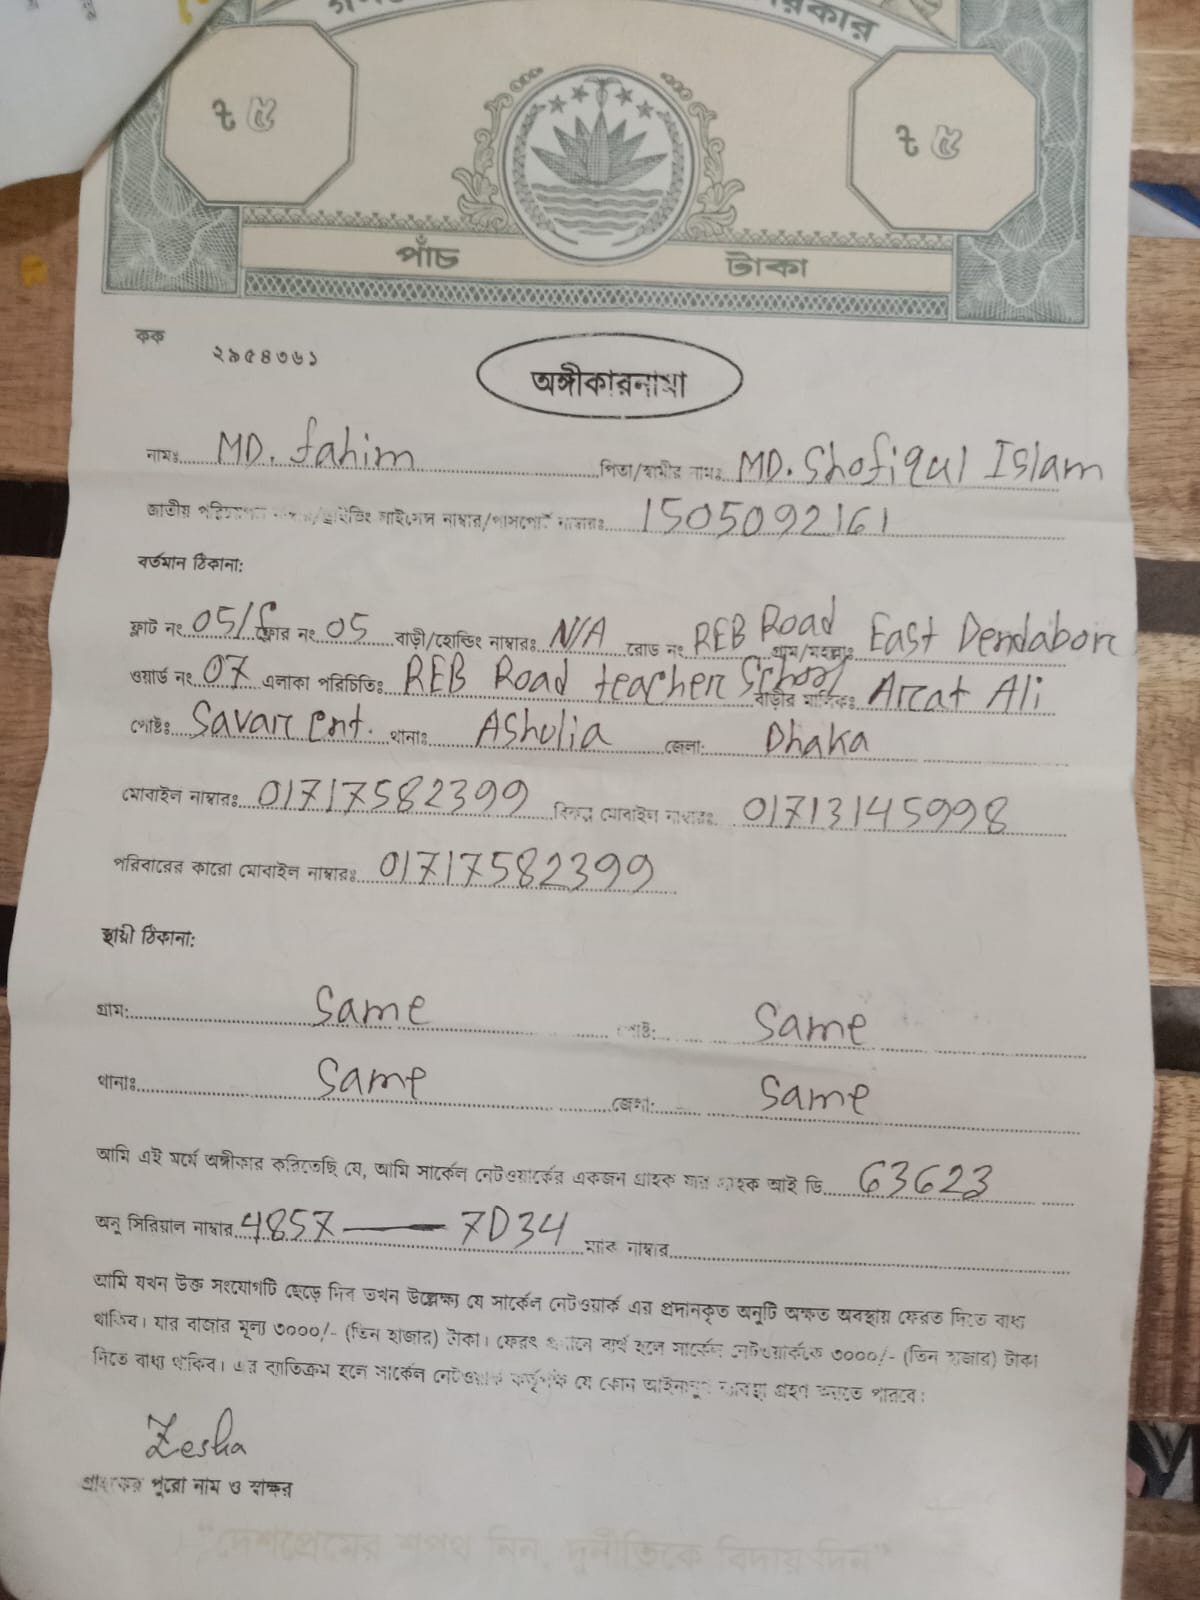 ৳ ৫ ৳ ৫
পাঁচ টাকা
কক
২৯৫৪৩৬১
অঙ্গীকারনামা
নামঃ MD. fahim পিতা/স্বামীর নামঃ MD. Shofiqul Islam
জাতীয় পরিচয়পত্র নাম্বার/ড্রাইভিং লাইসেন্স নাম্বার/পাসপোর্ট নাম্বারঃ 1505092161
বর্তমান ঠিকানা:
ফ্লাট নং 05/f ফ্লোর নং 05 বাড়ী/হোল্ডিং নাম্বারঃ N/A রোড নং REB Road গ্রাম/মহল্লাঃ East Dendabor
ওয়ার্ড নং 07 এলাকা পরিচিতিঃ REB Road teacher School বাড়ীর মালিকঃ Arcat Ali
পোষ্টঃ Savar Cnt. থানাঃ Ashulia জেলা: Dhaka
মোবাইল নাম্বারঃ 01717582399 বিকল্প মোবাইল নাম্বারঃ 01713145998
পরিবারের কারো মোবাইল নাম্বারঃ 01717582399
স্থায়ী ঠিকানা:
গ্রাম: Same পোষ্ট: Same
থানাঃ Same জেলা: Same
আমি এই মর্মে অঙ্গীকার করিতেছি যে, আমি সার্কেল নেটওয়ার্কের একজন গ্রাহক যার গ্রাহক আই ডি 63623
অনু সিরিয়াল নাম্বার 4857 — 7D34 ম্যাক নাম্বার
আমি যখন উক্ত সংযোগটি ছেড়ে দিব তখন উল্লেক্ষ্য যে সার্কেল নেটওয়ার্ক এর প্রদানকৃত অনুটি অক্ষত অবস্থায় ফেরত দিতে বাধ্য
থাকিব। যার বাজার মূল্য ৩০০০/- (তিন হাজার) টাকা। ফেরৎ প্রদানে ব্যর্থ হলে সার্কেল নেটওয়ার্ককে ৩০০০/- (তিন হাজার) টাকা
দিতে বাধ্য থাকিব। এর ব্যতিক্রম হলে সার্কেল নেটওয়ার্ক কর্তৃপক্ষ যে কোন আইনানুগ ব্যবস্থা গ্রহণ করতে পারবে।
Zesha
গ্রাহকের পুরো নাম ও স্বাক্ষর
"দেশপ্রেমের শপথ নিন, দুর্নীতিকে বিদায় দিন"